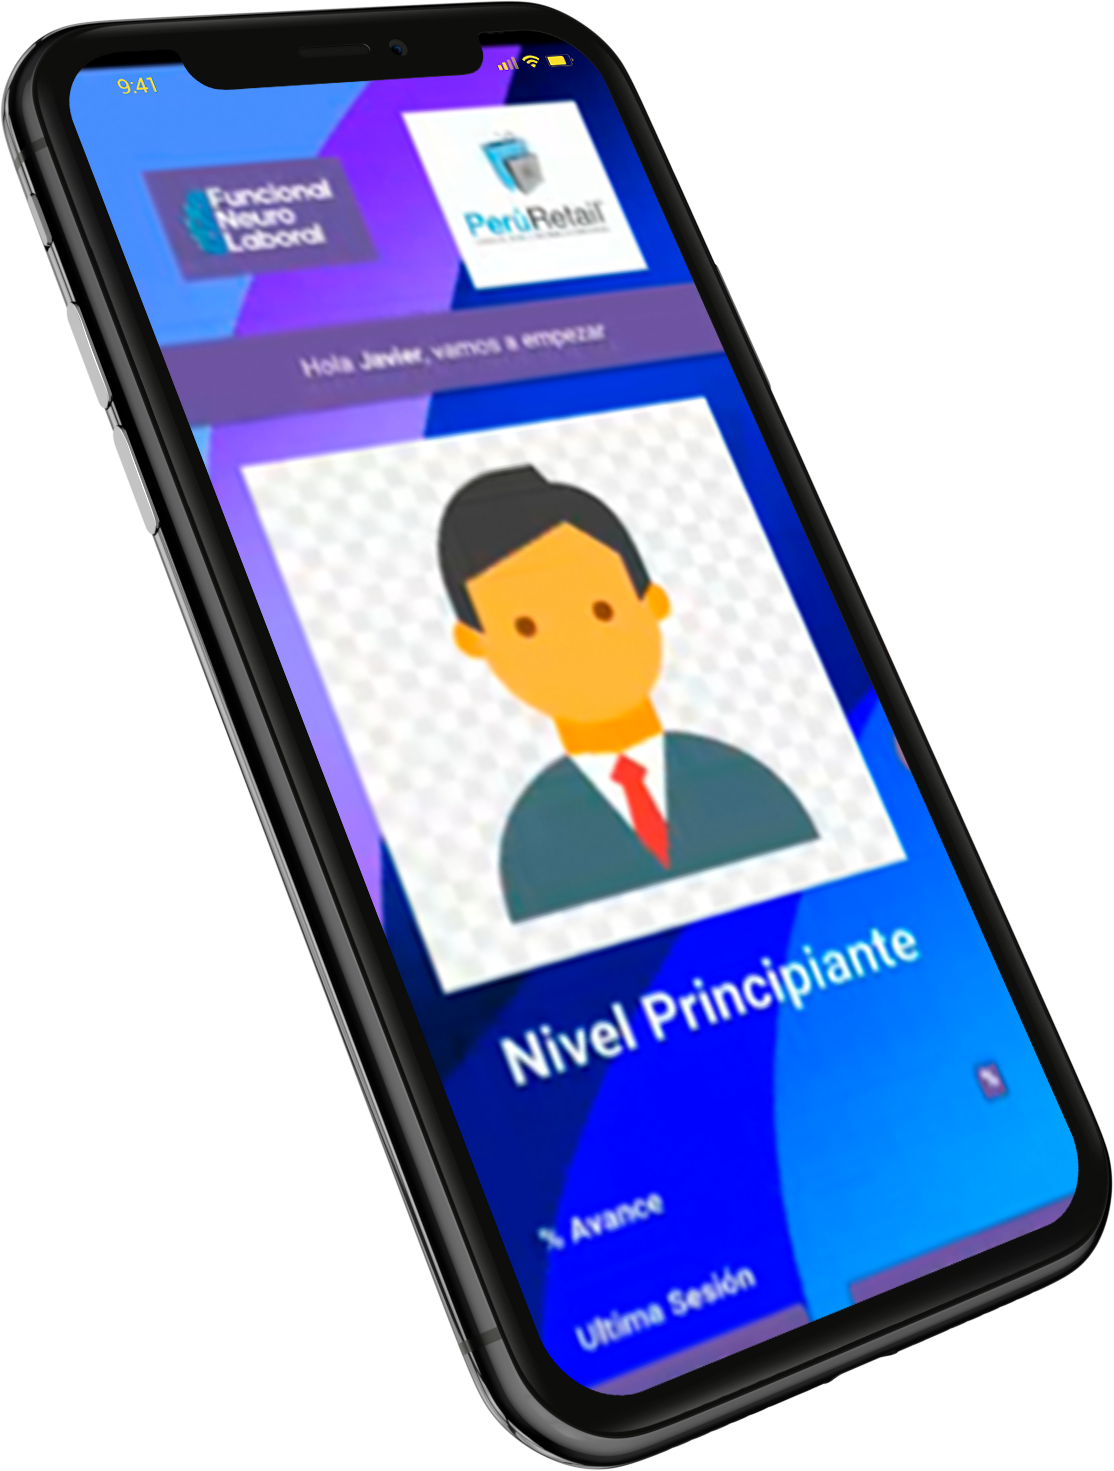 9:41
Funcional
Neuro
Laboral
PerúRetail
Hola Javier, vamos a empezar
Nivel Principiante
%
% Avance
Ultima Sesión